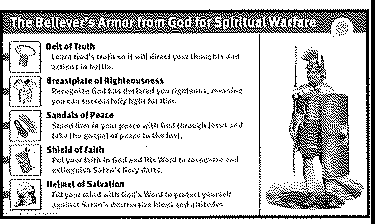 The Believer's Armor from God for Spiritual Warfare
Belt of Truth
Learn God's truth so it will direct your thoughts and
actions in battle.
Breastplate of Righteousness
Recognize God has declared you righteous, meaning
you can successfully fight for Him.
Sandals of Peace
Stand firm in your peace with God through Jesus and
take the gospel of peace to the lost.
Shield of Faith
Put your faith in God and His Word to overcome and
extinguish Satan's fiery darts.
Helmet of Salvation
Fill your mind with God's Word to protect yourself
against Satan's destructive blows and attitudes.